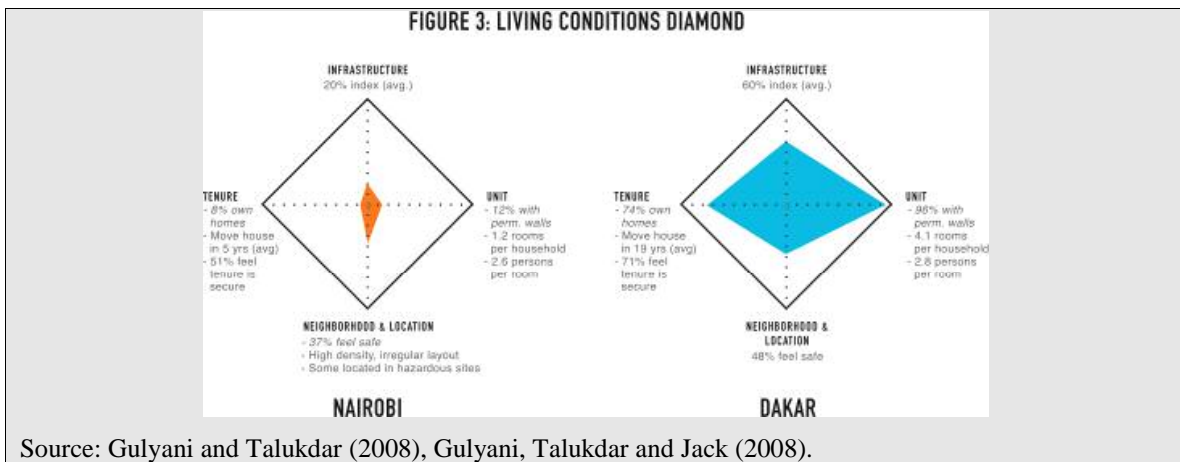 FIGURE 3: LIVING CONDITIONS DIAMOND
INFRASTRUCTURE
20% index (avg.)
TENURE
- 8% own
homes
- Move house
in 5 yrs (avg)
- 51% feel
tenure is
secure
UNIT
- 12% with
perm. walls
- 1.2 rooms
per household
- 2.6 persons
per room
NEIGHBORHOOD & LOCATION
- 37% feel safe
- High density, irregular layout
- Some located in hazardous sites
NAIROBI
INFRASTRUCTURE
60% index (avg.)
TENURE
- 74% own
homes
- Move house
in 19 yrs (avg)
- 71% feel
tenure is
secure
UNIT
- 96% with
perm. walls
- 4.1 rooms
per household
- 2.8 persons
per room
NEIGHBORHOOD &
LOCATION
48% feel safe
DAKAR
Source: Gulyani and Talukdar (2008), Gulyani, Talukdar and Jack (2008).